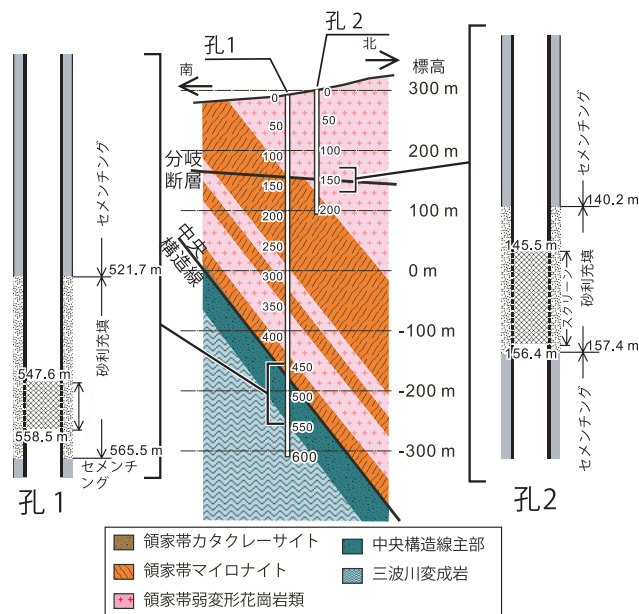 孔1
孔2
南
北
標高
0
50
100
150
200
250
300
350
400
450
500
550
600
0
50
100
150
200
300 m
200 m
100 m
0 m
-100 m
-200 m
-300 m
分岐
断層
中央
構造線
セメンチング
521.7 m
砂利充填
547.6 m
558.5 m
565.5 m
セメンチ
ング
孔1
セメンチング
140.2 m
145.5 m
スクリーン
砂利充填
156.4 m
157.4 m
セメンチング
孔2
領家帯カタクレーサイト
領家帯マイロナイト
領家帯弱変形花崗岩類
中央構造線主部
三波川変成岩